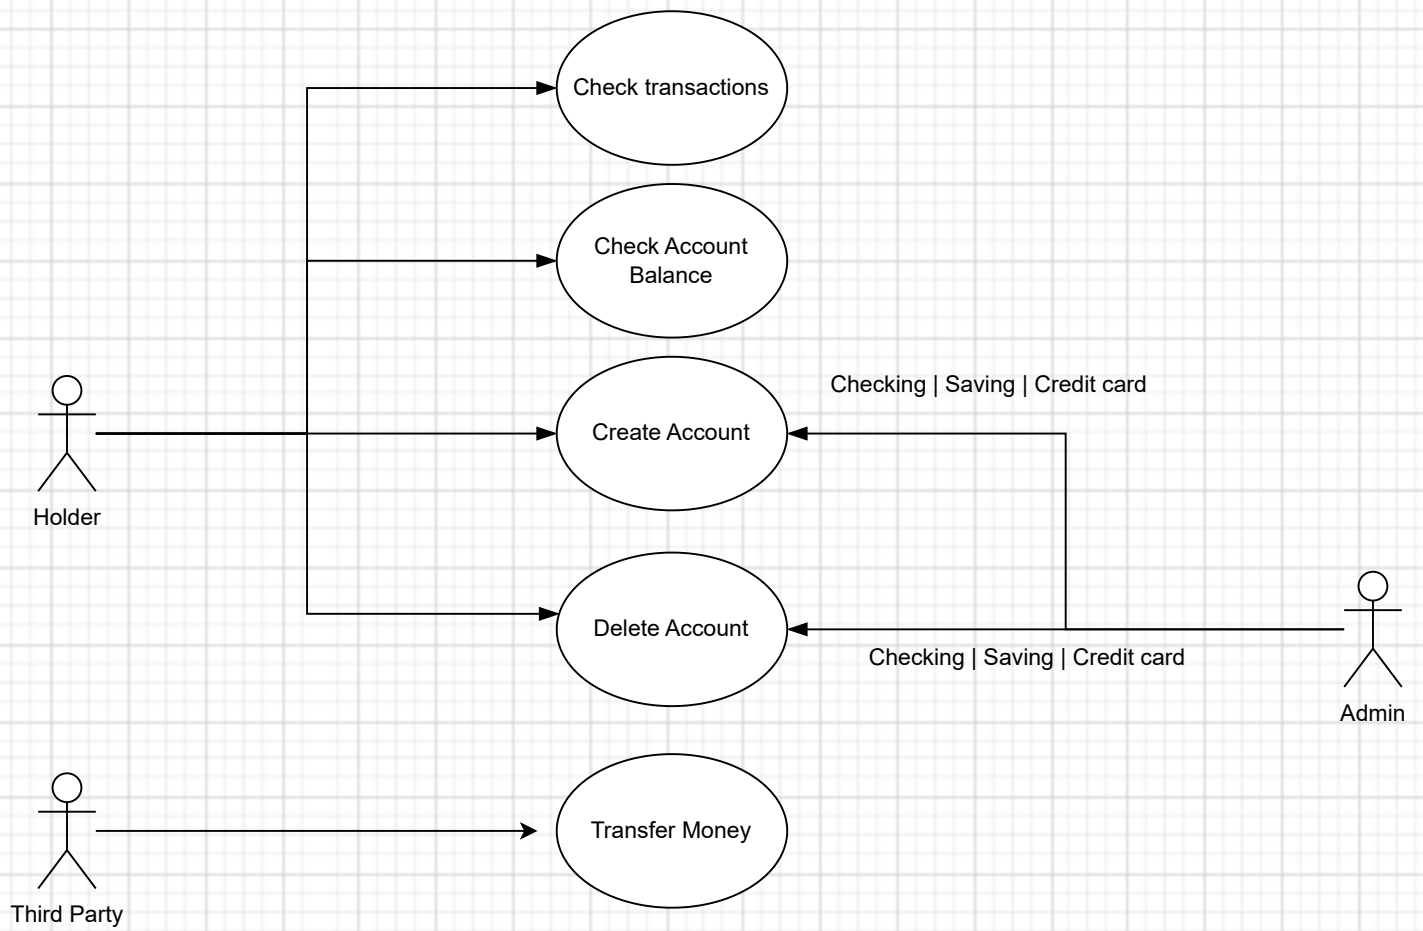 Check transactions
Check Account
Balance
Checking | Saving | Credit card
Create Account
Holder
Delete Account
Checking | Saving | Credit card
Admin
Transfer Money
Third Party